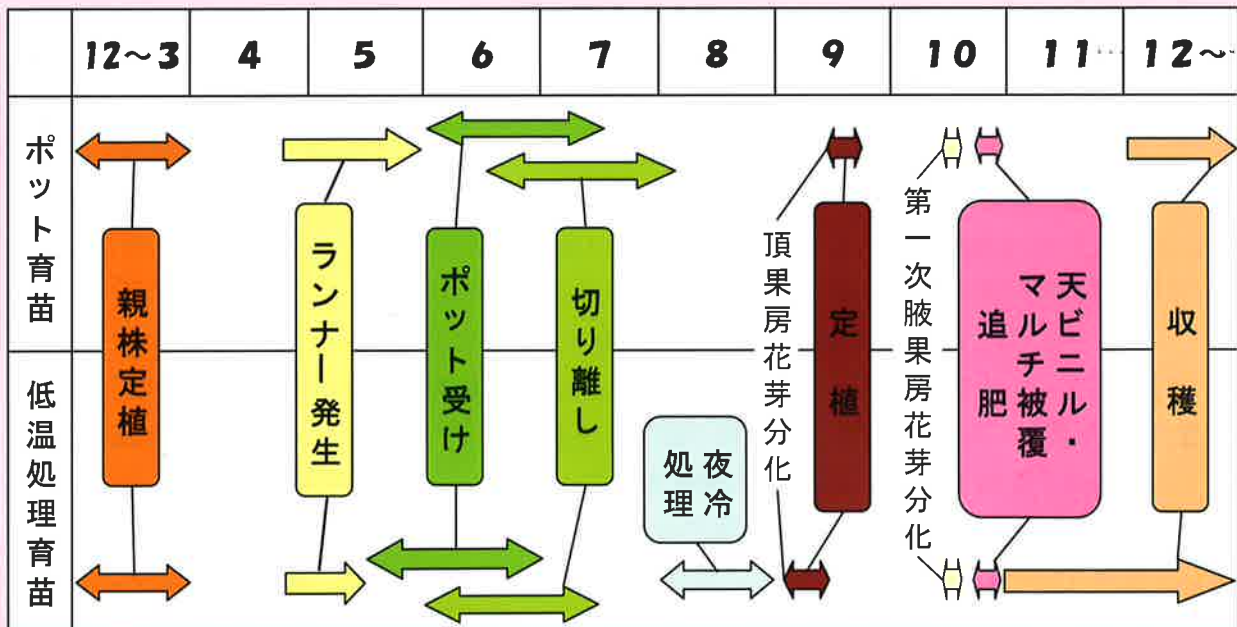 12～3
4
5
6
7
8
9
10
11…
12～
ポット育苗
低温処理育苗
親株定植
ランナー発生
ポット受け
切り離し
夜冷
処理
頂果房花芽分化
定植
第一次腋果房花芽分化
天ビニル・
マルチ被覆
追肥
収穫